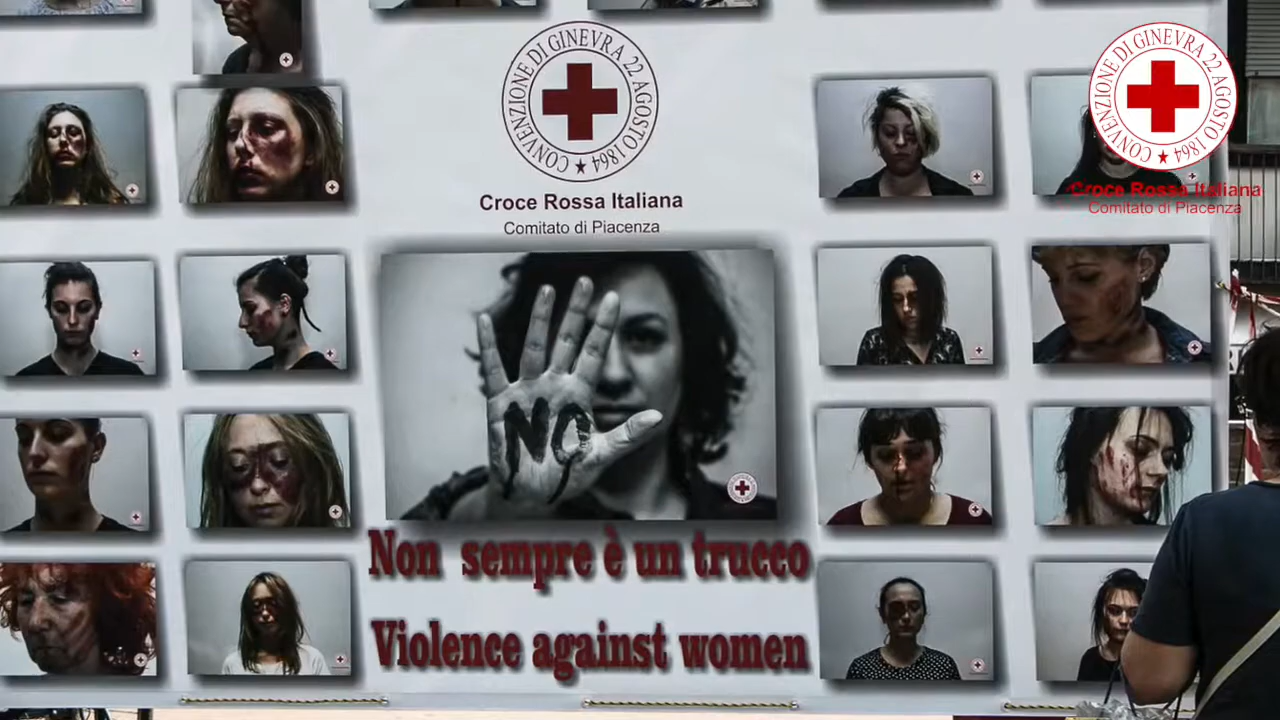 CONVENZIONE DI GINEVRA 22 AGOSTO 1864
Croce Rossa Italiana
Comitato di Piacenza
CONVENZIONE DI GINEVRA 22 AGOSTO 1864
Croce Rossa Italiana
Comitato di Piacenza
NO
Non sempre è un trucco
Violence against women